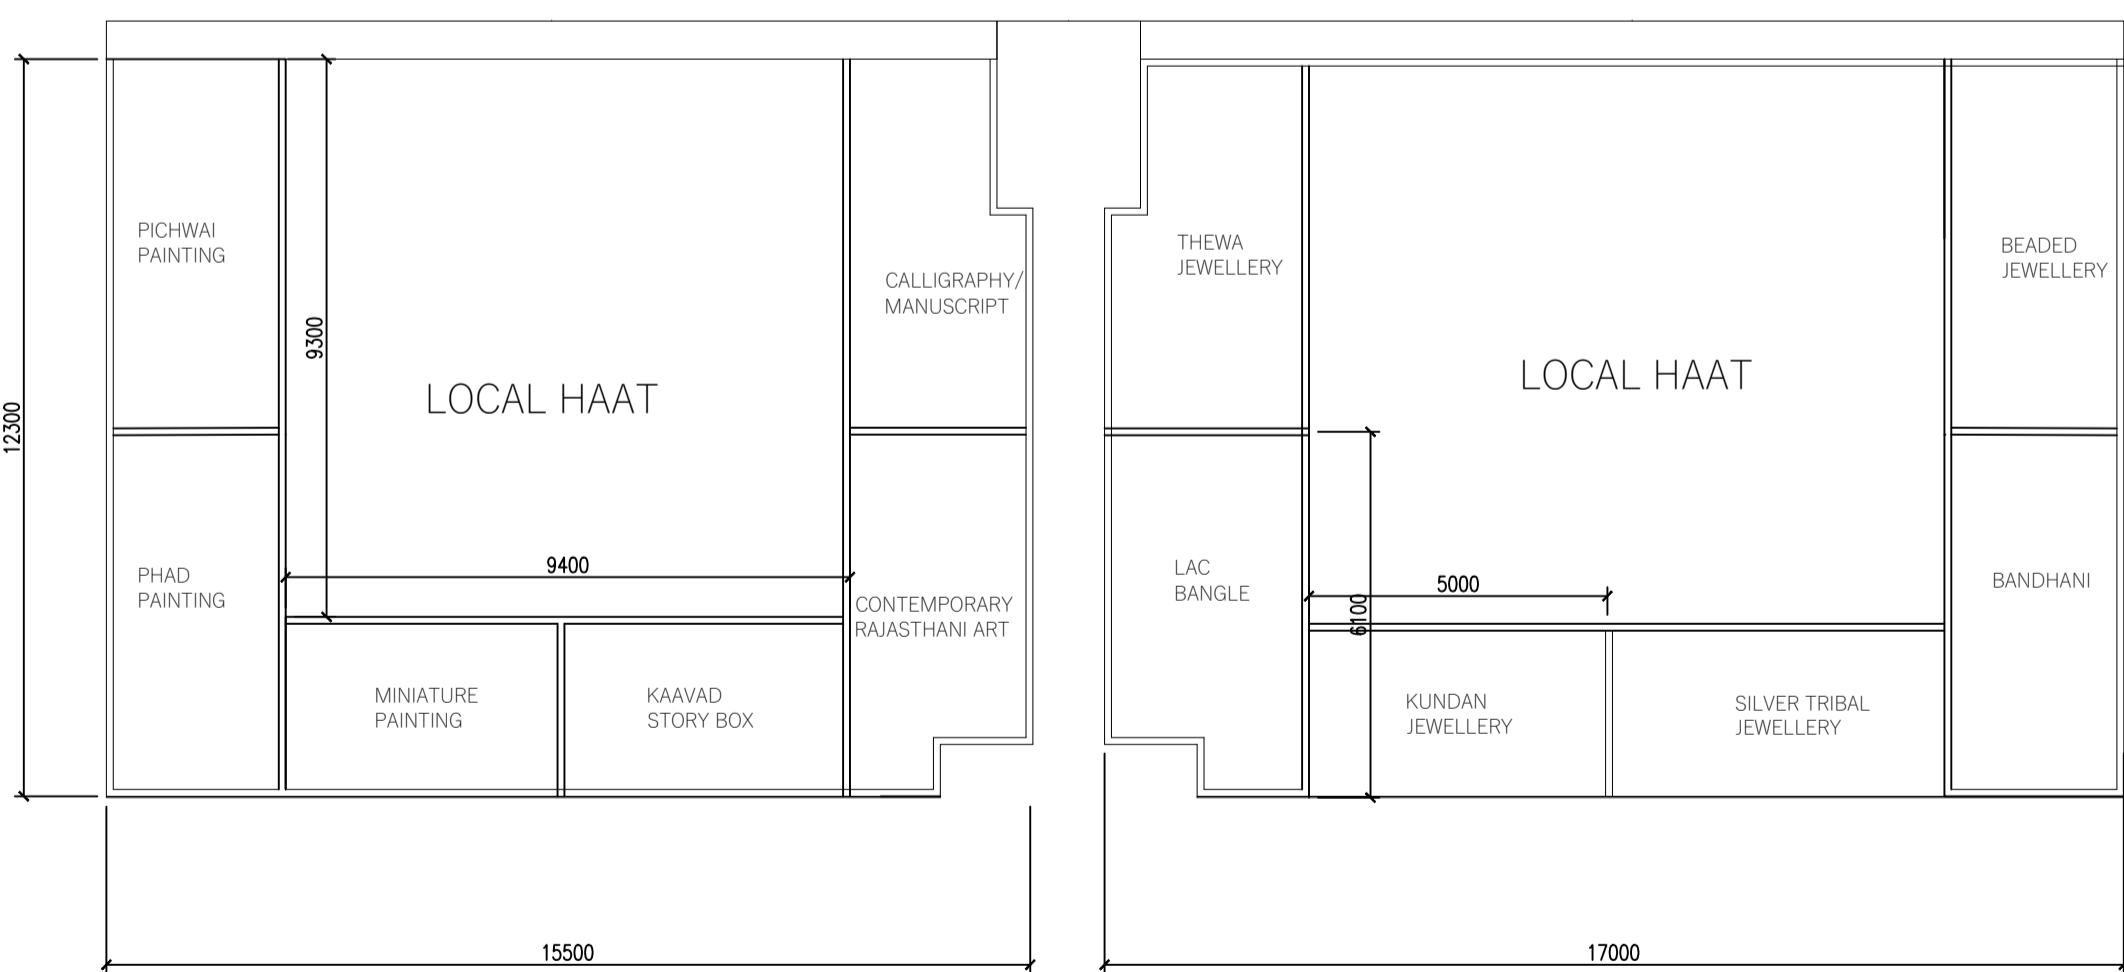 PICHWAI
PAINTING
12300
9300
LOCAL HAAT
CALLIGRAPHY/
MANUSCRIPT
PHAD
PAINTING
9400
CONTEMPORARY
RAJASTHANI ART
MINIATURE
PAINTING
KAAVAD
STORY BOX
15500
THEWA
JEWELLERY
BEADED
JEWELLERY
LOCAL HAAT
LAC
BANGLE
5000
6100
BANDHANI
KUNDAN
JEWELLERY
SILVER TRIBAL
JEWELLERY
17000